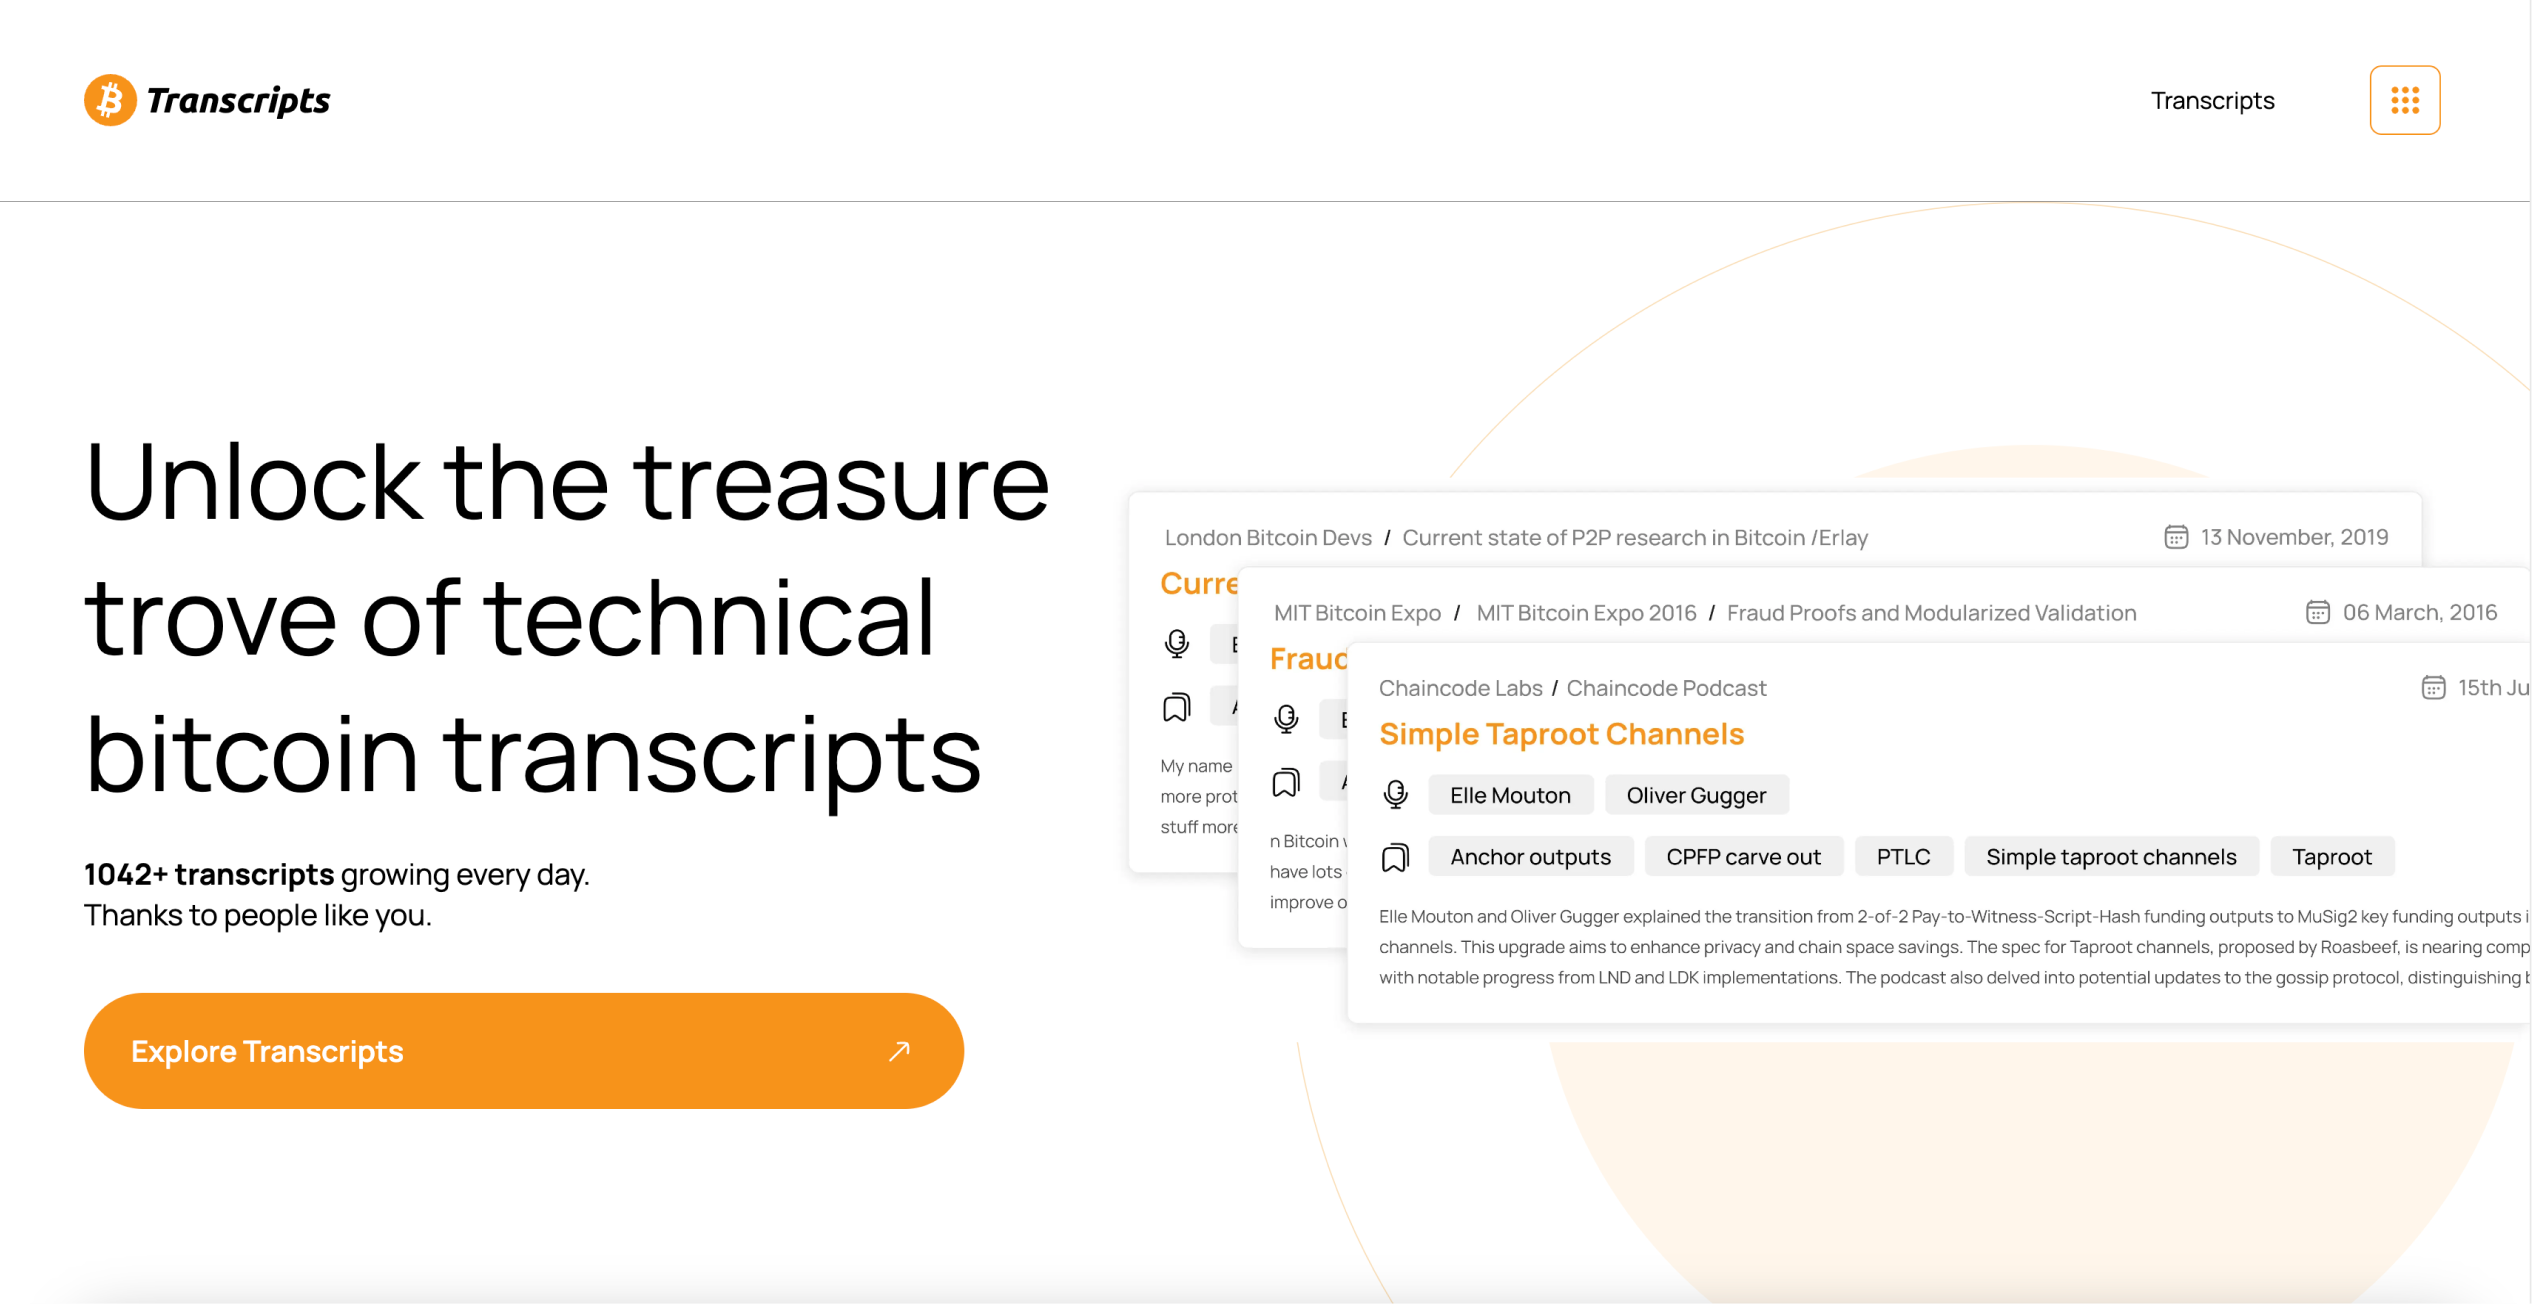 Transcripts
Transcripts
Unlock the treasure
trove of technical
bitcoin transcripts
1042+ transcripts growing every day.
Thanks to people like you.
Explore Transcripts
London Bitcoin Devs / Current state of P2P research in Bitcoin /Erlay
13 November, 2019
Curre
My name
more prot
stuff more
MIT Bitcoin Expo / MIT Bitcoin Expo 2016 / Fraud Proofs and Modularized Validation
06 March, 2016
Fraud
n Bitcoin
have lots
improve o
Chaincode Labs / Chaincode Podcast
15th Ju
Simple Taproot Channels
Elle Mouton Oliver Gugger
Anchor outputs CPFP carve out PTLC Simple taproot channels Taproot
Elle Mouton and Oliver Gugger explained the transition from 2-of-2 Pay-to-Witness-Script-Hash funding outputs to MuSig2 key funding outputs i
channels. This upgrade aims to enhance privacy and chain space savings. The spec for Taproot channels, proposed by Roasbeef, is nearing comp
with notable progress from LND and LDK implementations. The podcast also delved into potential updates to the gossip protocol, distinguishing